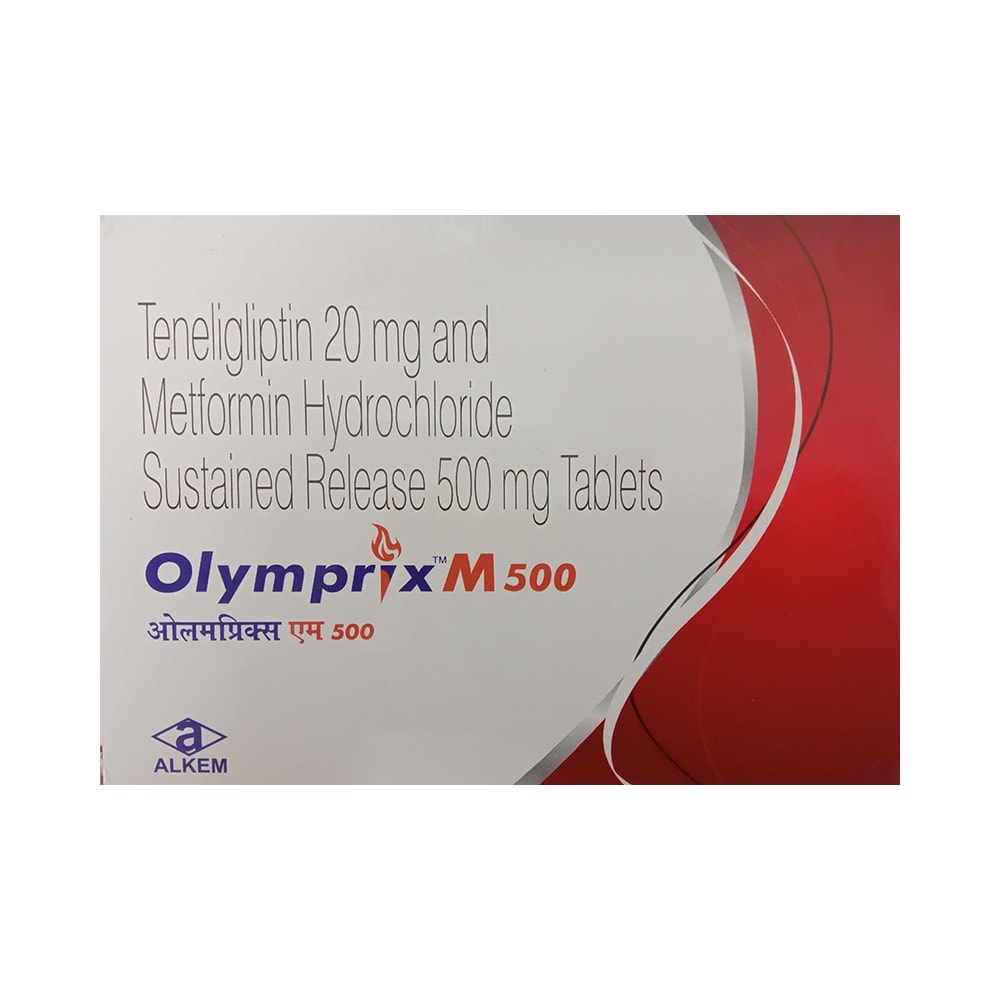 Teneligliptin 20 mg and
Metformin Hydrochloride
Sustained Release 500 mg Tablets
Olymprix™ M 500
ओलमप्रिक्स एम 500
a
ALKEM